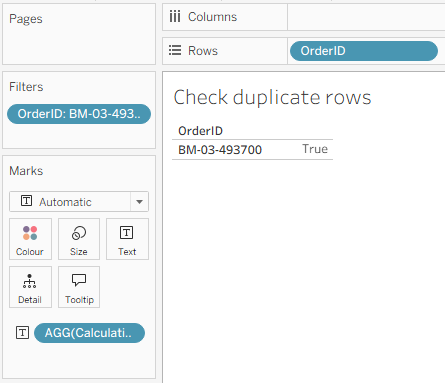 Pages
Columns
Rows
OrderID
Filters
OrderID: BM-03-493..
Marks
Automatic
Colour
Size
Text
Detail
Tooltip
AGG(Calculati..
Check duplicate rows
OrderID
BM-03-493700 True